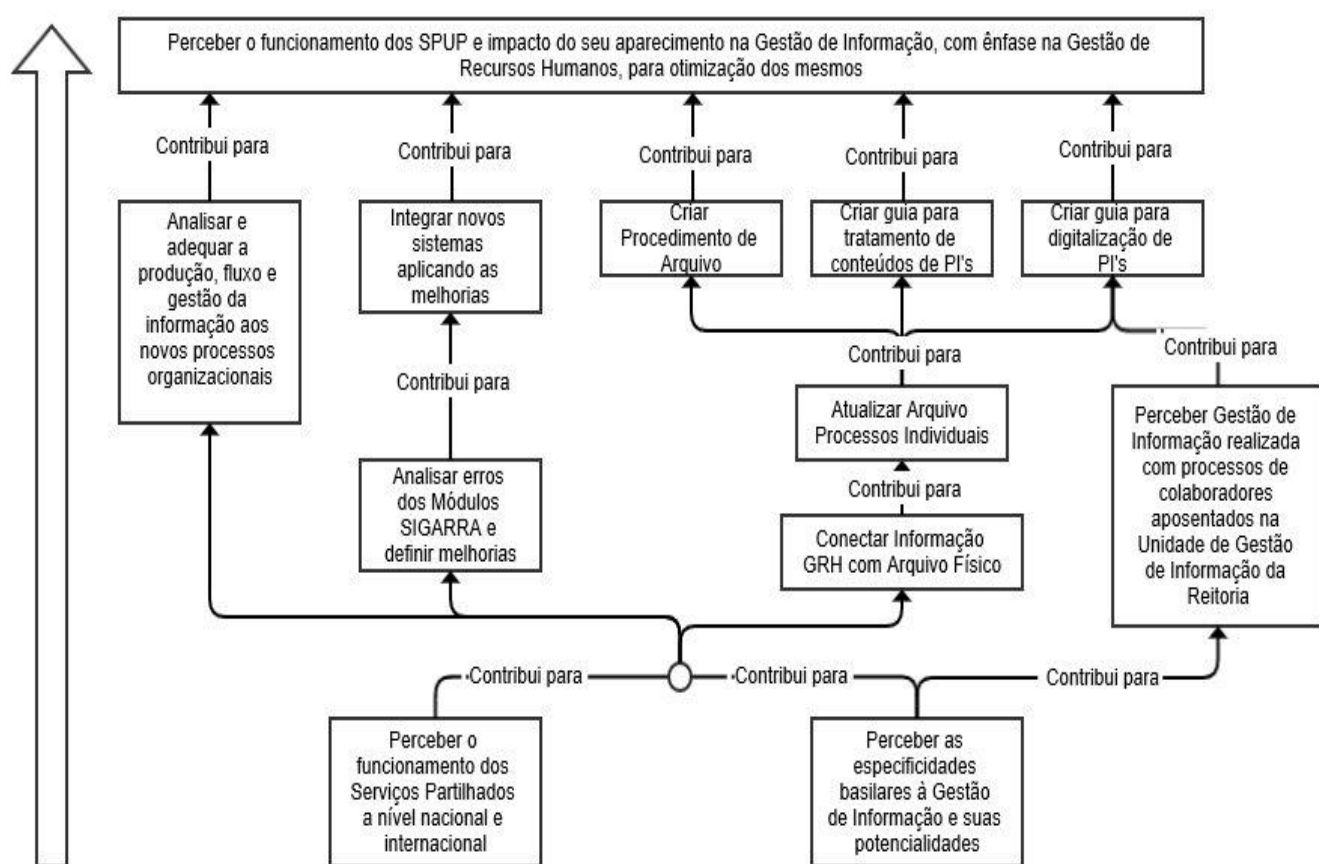 Perceber o funcionamento dos SPUP e impacto do seu aparecimento na Gestão de Informação, com ênfase na Gestão de
Recursos Humanos, para otimização dos mesmos
Contribui para
Contribui para
Contribui para
Contribui para
Contribui para
Analisar e
adequar a
produção, fluxo e
gestão da
informação aos
novos processos
organizacionais
Integrar novos
sistemas
aplicando as
melhorias
Criar
Procedimento de
Arquivo
Criar guia para
tratamento de
conteúdos de PI's
Criar guia para
digitalização de
PI's
Contribui para
Contribui para
Contribui para
Atualizar Arquivo
Processos Individuais
Perceber Gestão de
Informação realizada
com processos de
colaboradores
aposentados na
Unidade de Gestão
de Informação da
Reitoria
Analisar erros
dos Módulos
SIGARRA e
definir melhorias
Contribui para
Conectar Informação
GRH com Arquivo Físico
Contribui para
Contribui para
Contribui para
Perceber o
funcionamento dos
Serviços Partilhados
a nível nacional e
internacional
Perceber as
especificidades
basilares à Gestão
de Informação e suas
potencialidades